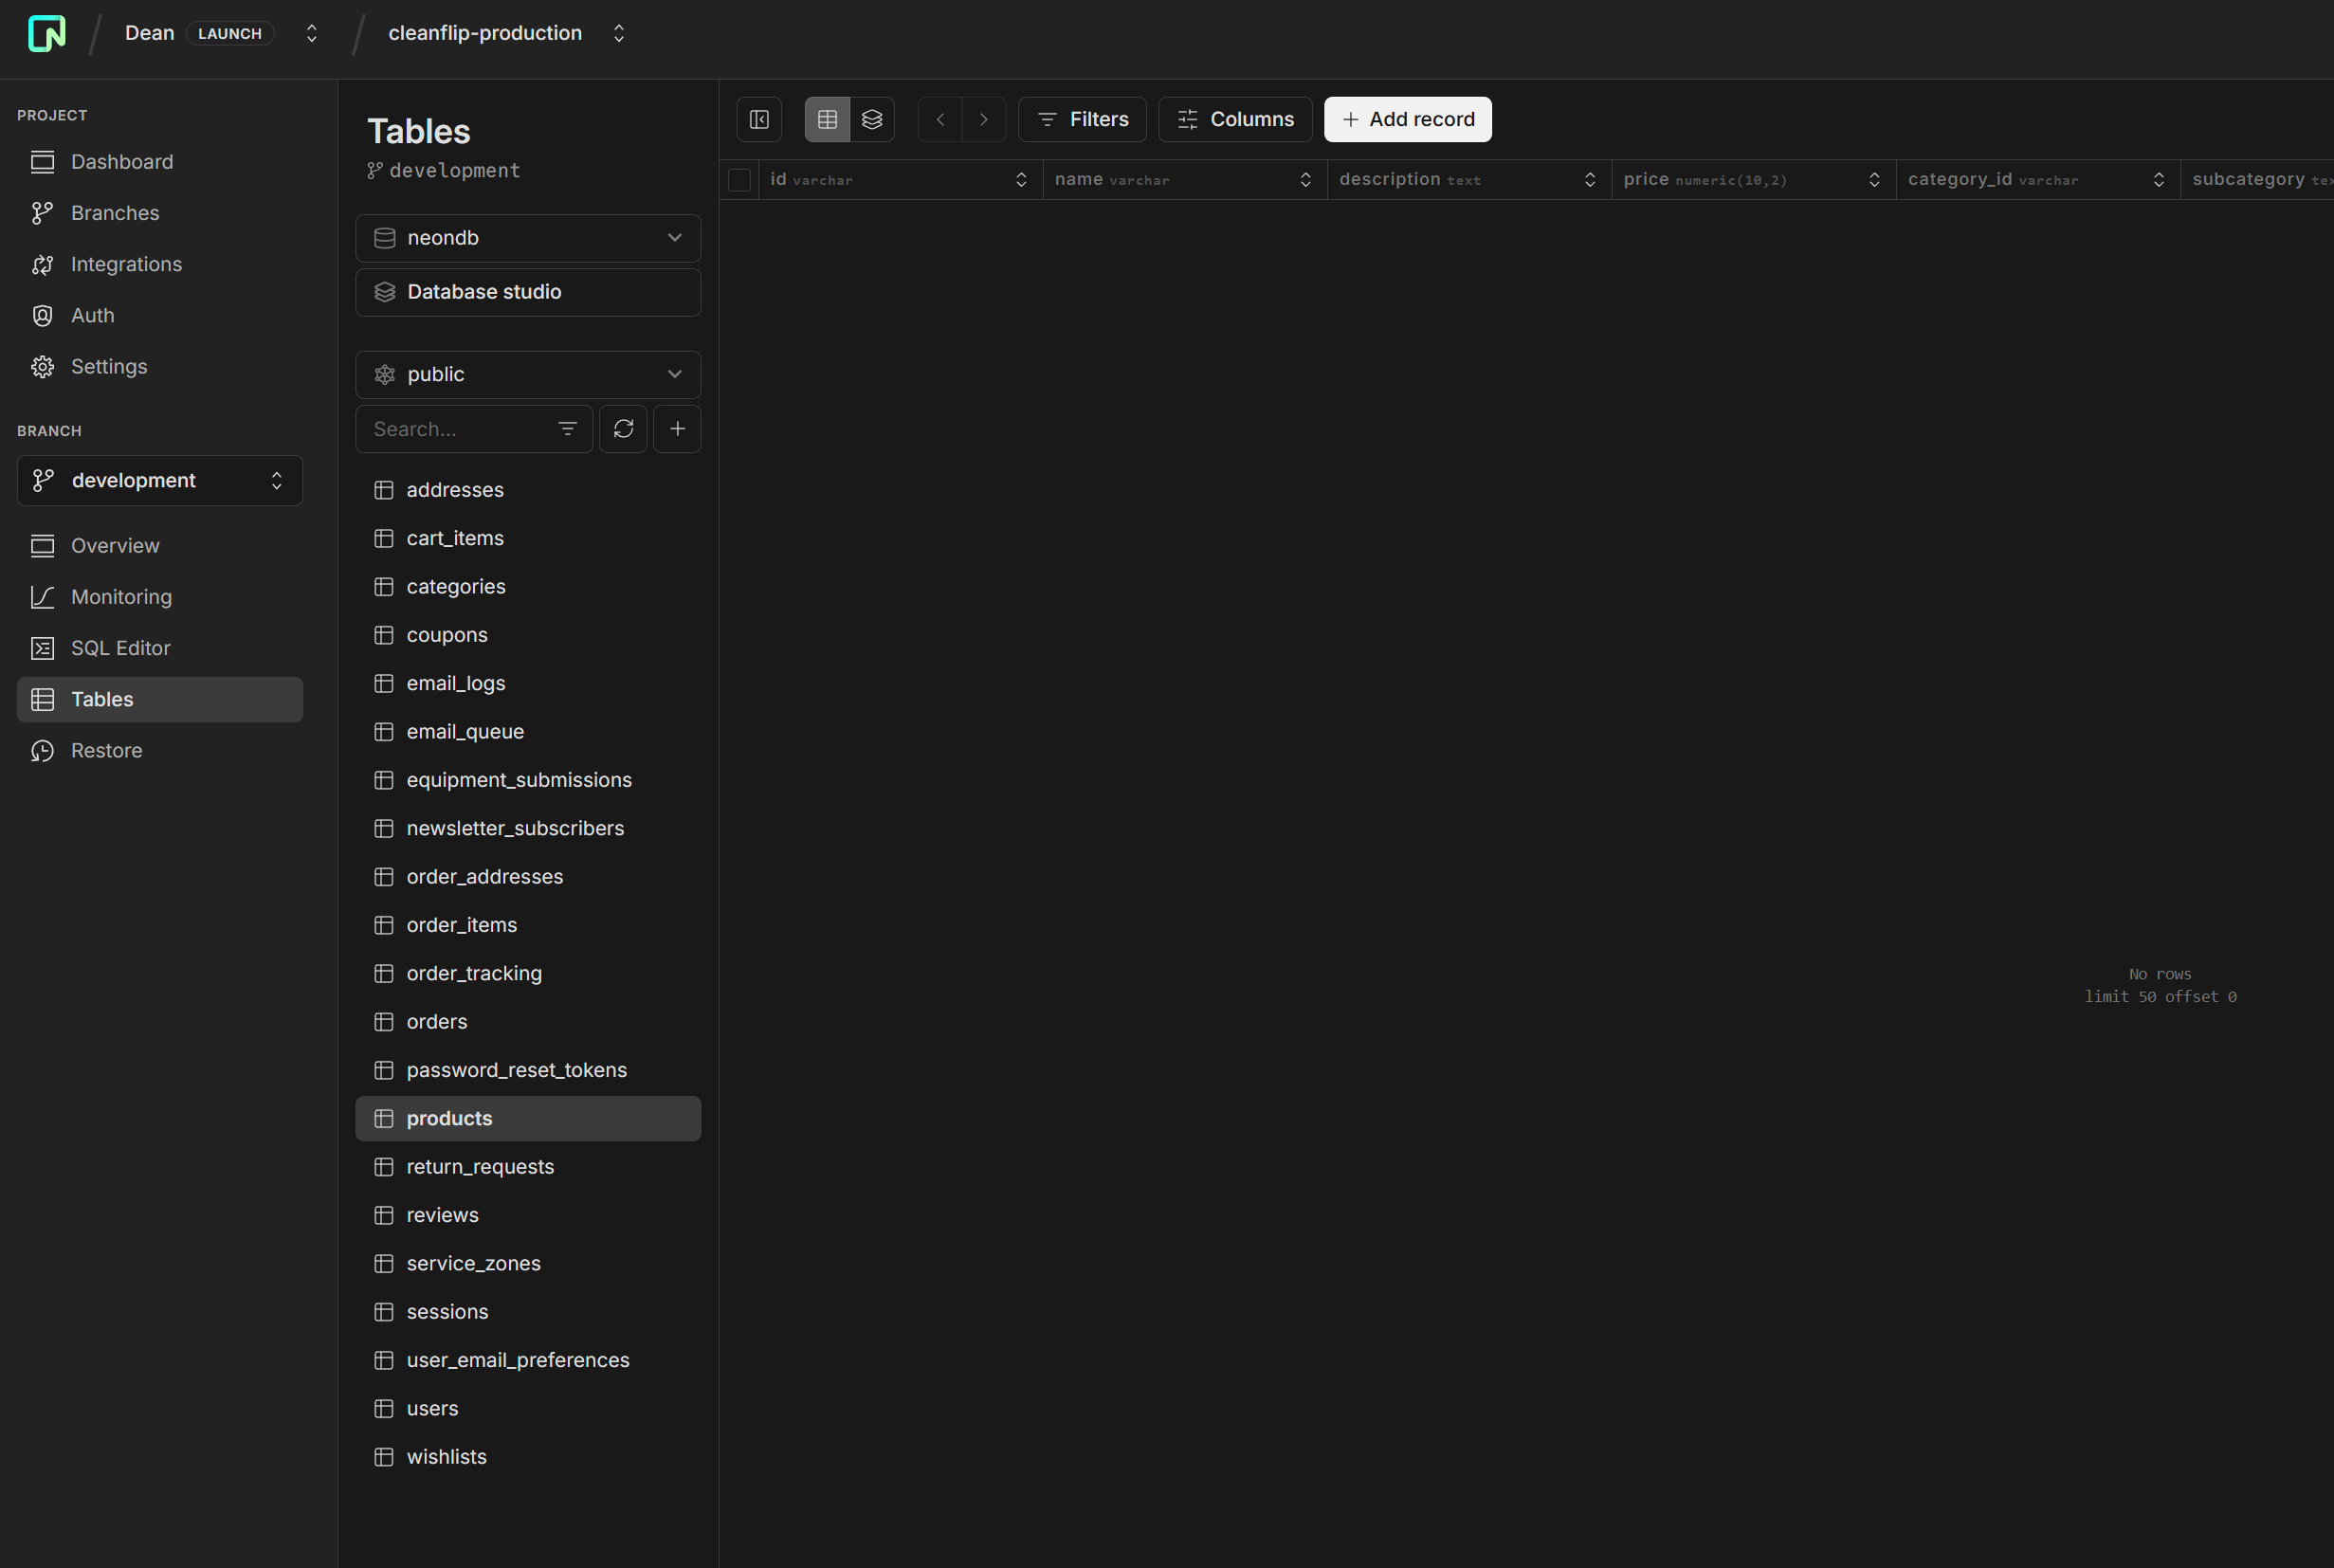 Dean LAUNCH cleanflip-production
PROJECT
Dashboard
Branches
Integrations
Auth
Settings
BRANCH
development
Overview
Monitoring
SQL Editor
Tables
Restore
Tables
development
neondb
Database studio
public
Search...
addresses
cart_items
categories
coupons
email_logs
email_queue
equipment_submissions
newsletter_subscribers
order_addresses
order_items
order_tracking
orders
password_reset_tokens
products
return_requests
reviews
service_zones
sessions
user_email_preferences
users
wishlists
Filters Columns Add record
id varchar name varchar description text price numeric(10,2) category_id varchar subcategory
No rows
limit 50 offset 0